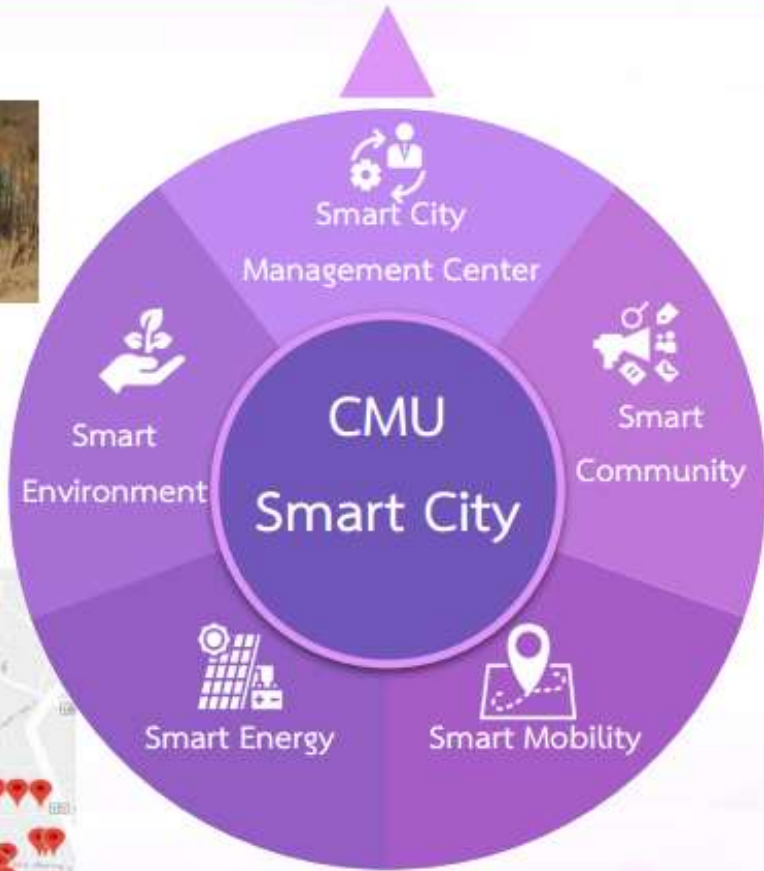 Smart City
Management Center
Smart
Community
Smart Mobility
Smart Energy
Smart
Environment
CMU
Smart City